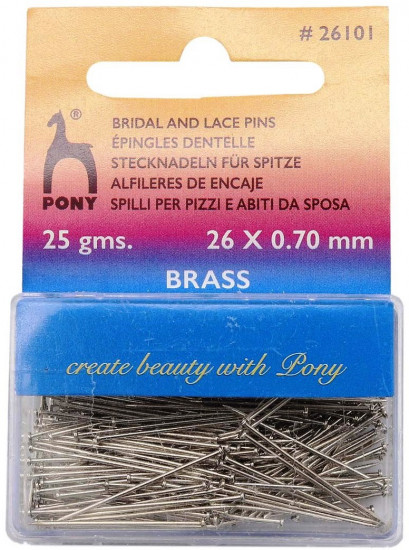 # 26101
®
BRIDAL AND LACE PINS
ÉPINGLES DENTELLE
STECKNADELN FÜR SPITZE
ALFILERES DE ENCAJE
SPILLI PER PIZZI E ABITI DA SPOSA
PONY
25 gms. 26 X 0.70 mm
BRASS
create beauty with Pony